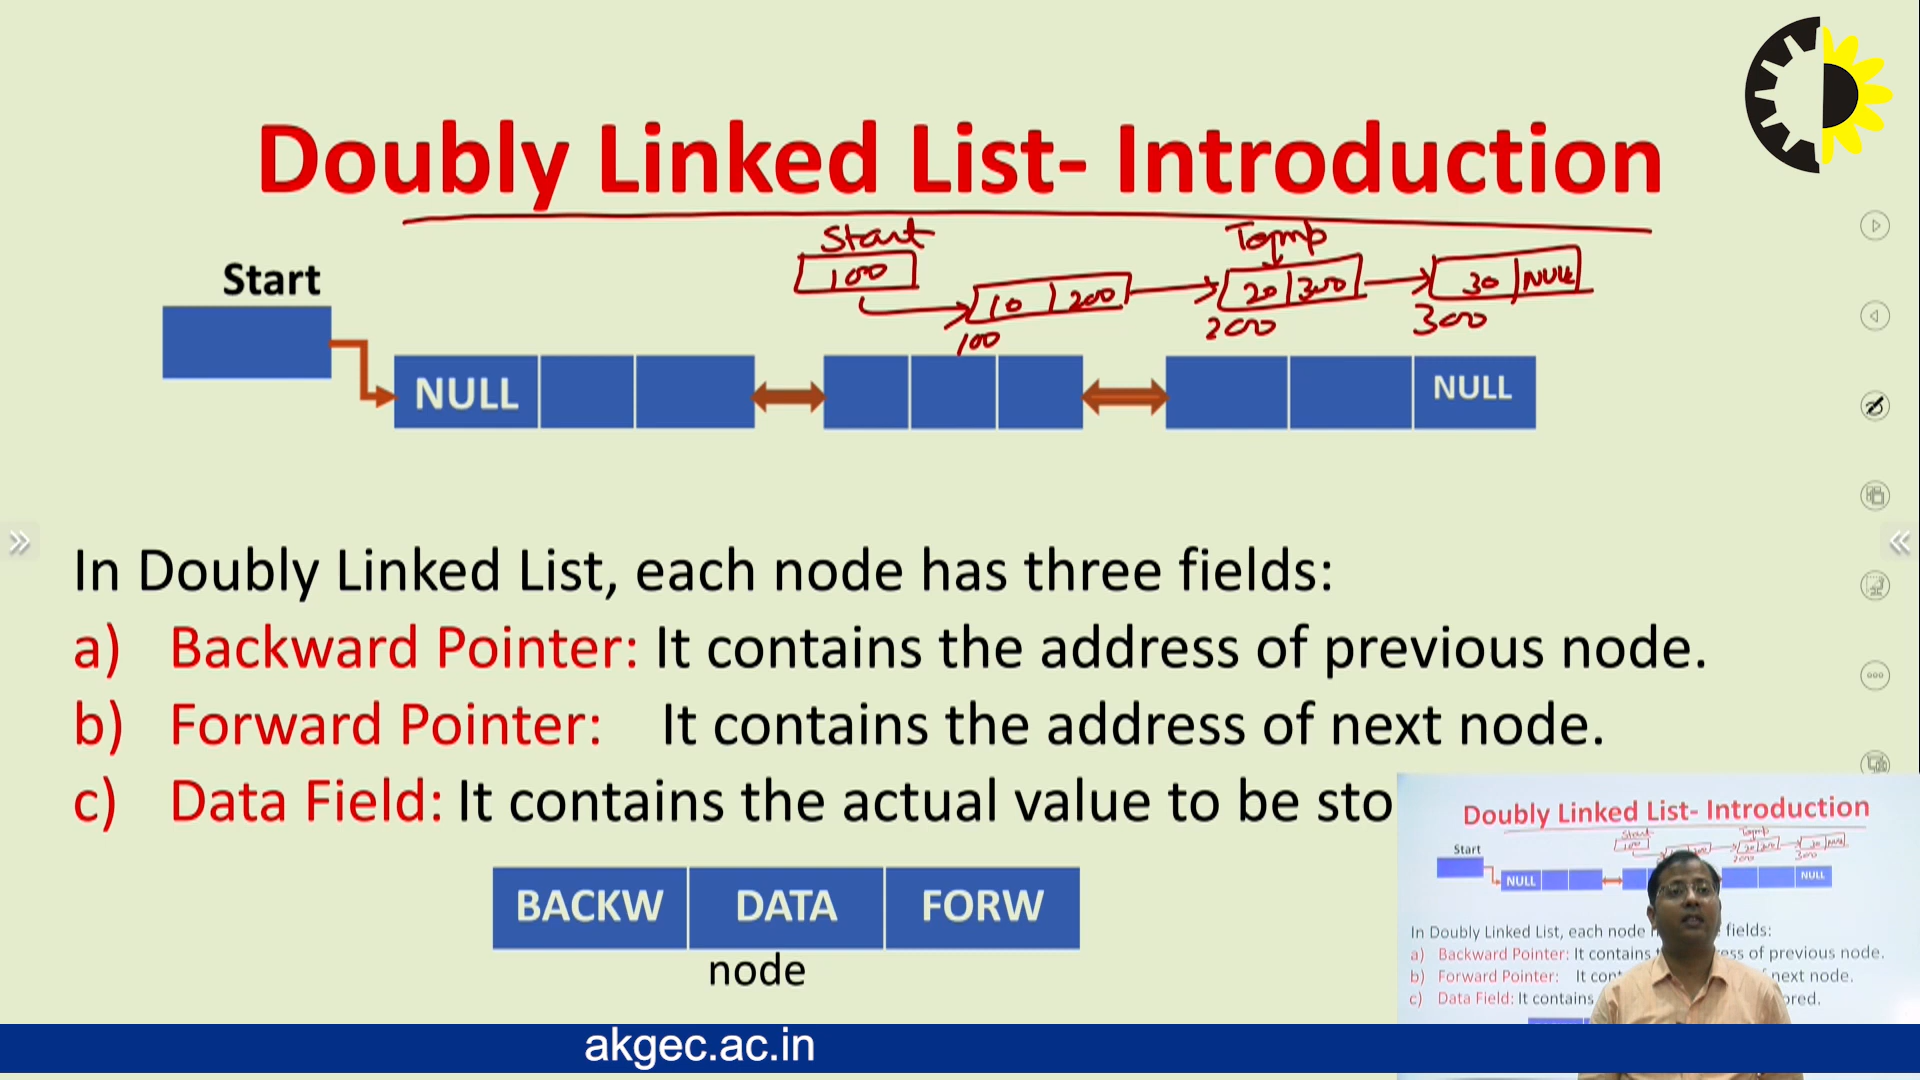 Doubly Linked List- Introduction
Start Temp
100
10 200 20 300 30 NULL
100 200 300
Start
NULL NULL
In Doubly Linked List, each node has three fields:
a) Backward Pointer: It contains the address of previous node.
b) Forward Pointer: It contains the address of next node.
c) Data Field: It contains the actual value to be sto
BACKW DATA FORW
node
Doubly Linked List- Introduction
Start Temp
Start
NULL NULL
In Doubly Linked List, each node fields:
a) Backward Pointer: It contains ess of previous node.
b) Forward Pointer: It cont next node.
c) Data Field: It contains ored.
akgec.ac.in